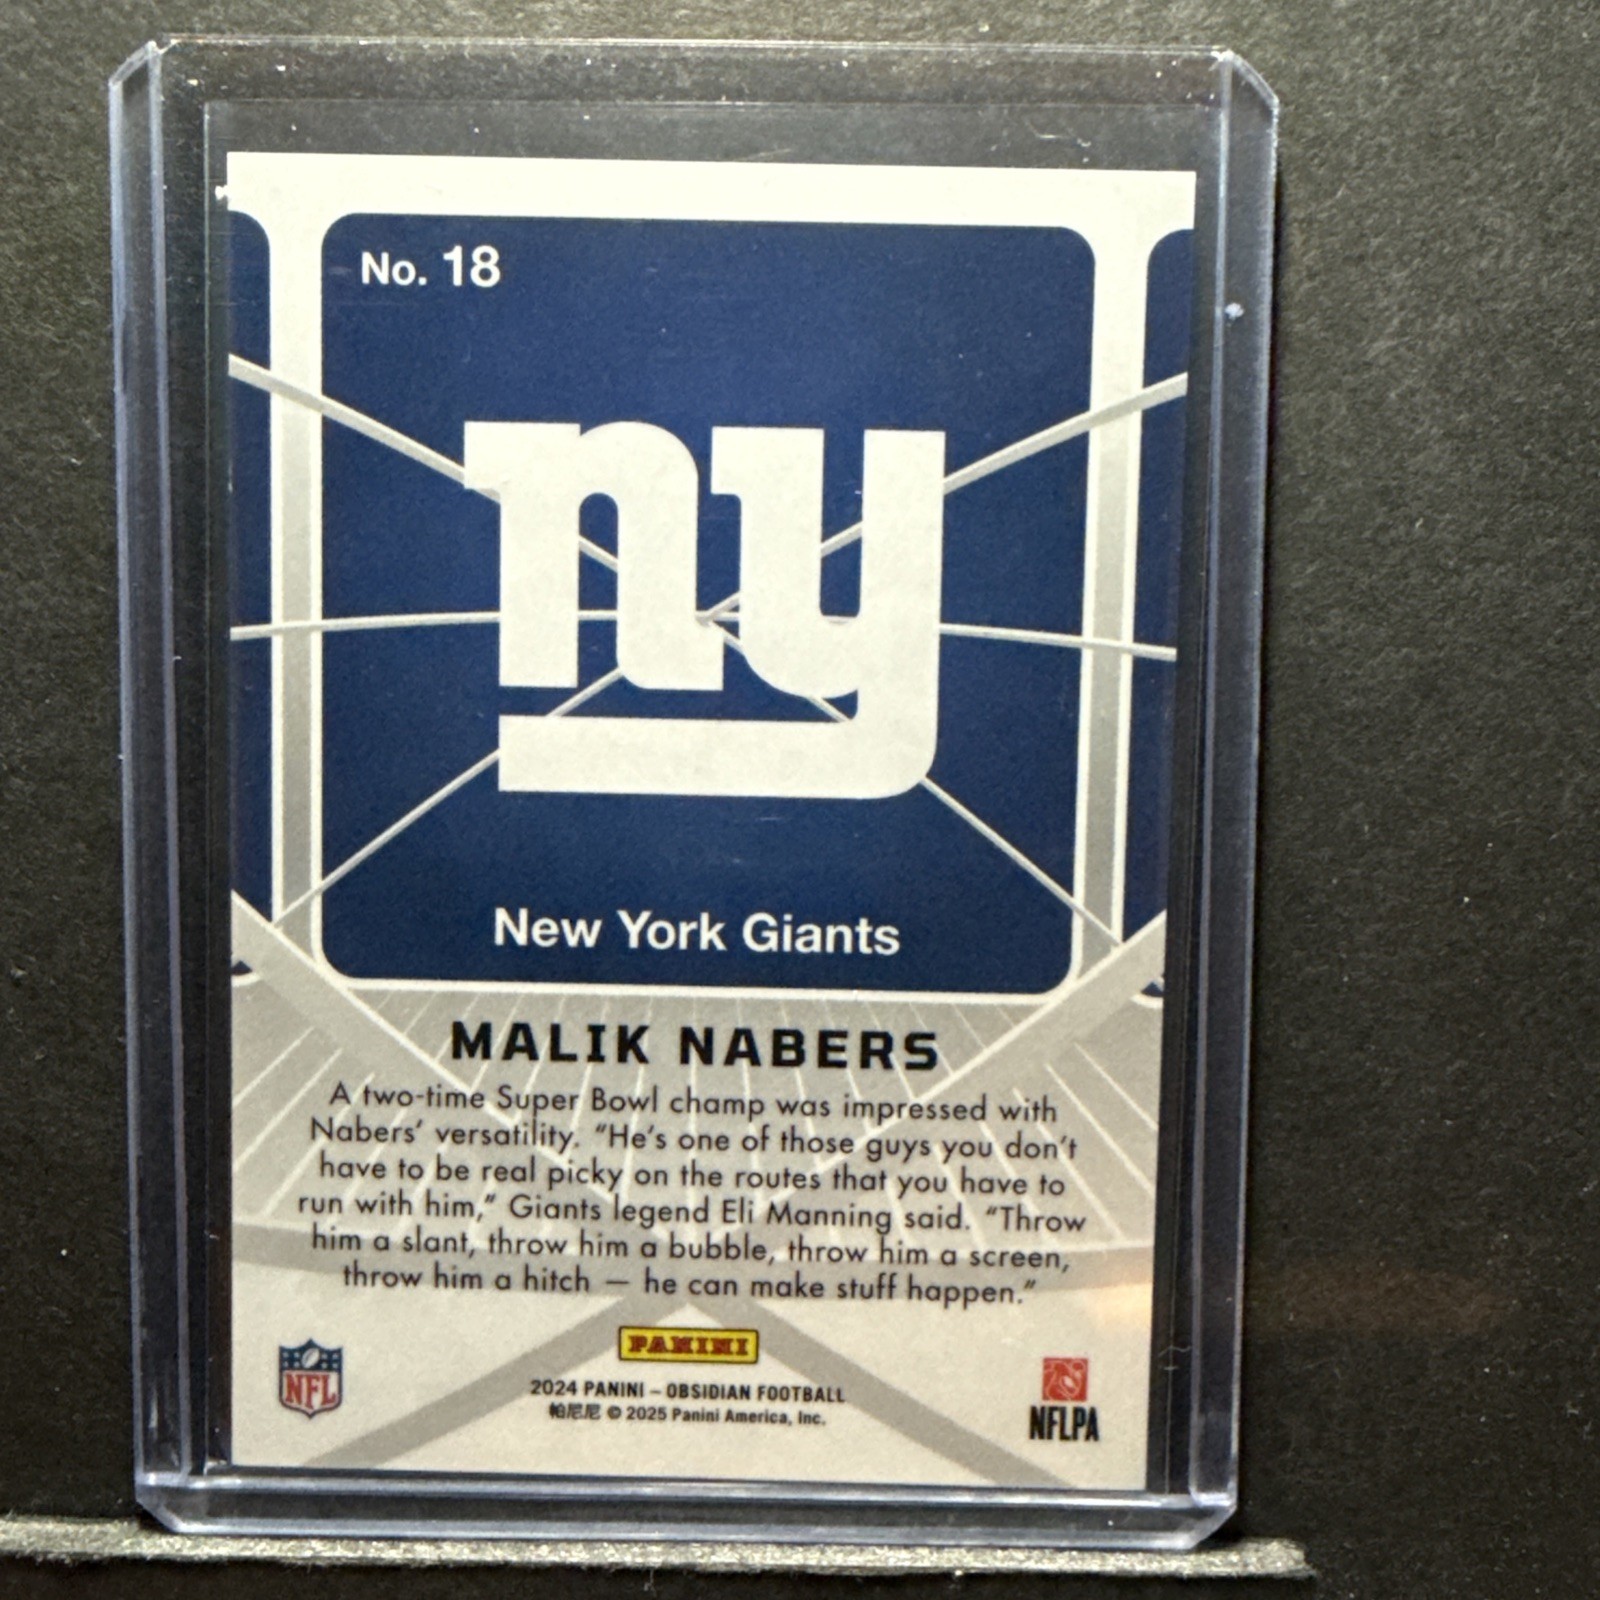 No. 18
ny
New York Giants
MALIK NABERS
A two-time Super Bowl champ was impressed with
Nabers' versatility. "He's one of those guys you don't
have to be real picky on the routes that you have to
run with him," Giants legend Eli Manning said. "Throw
him a slant, throw him a bubble, throw him a screen,
throw him a hitch — he can make stuff happen."
PANINI
NFL
2024 PANINI – OBSIDIAN FOOTBALL
帕尼尼 © 2025 Panini America, Inc.
NFLPA